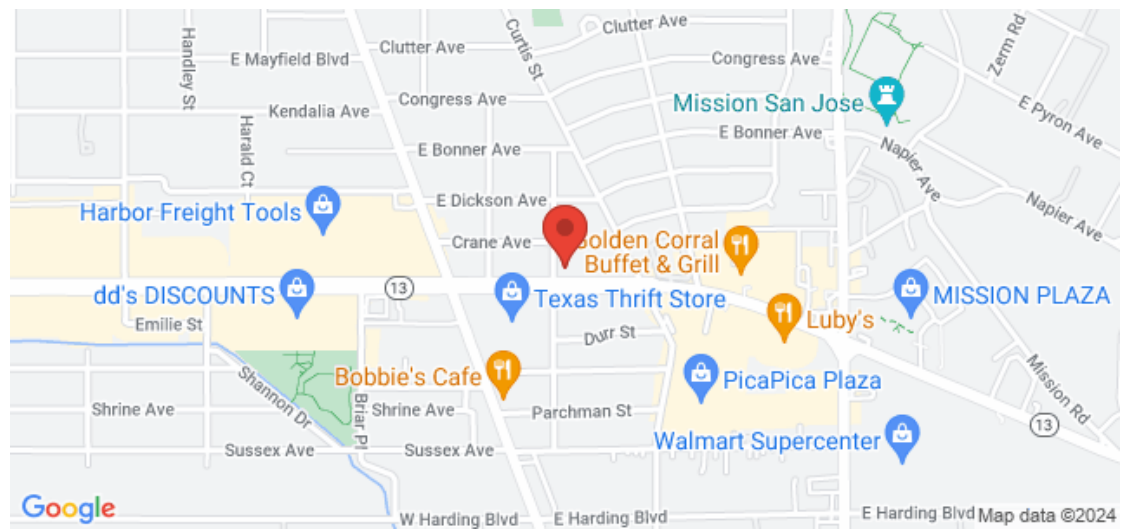 Clutter Ave
Curtis St
Zerm Rd
Handley St
E Mayfield Blvd
Clutter Ave
Congress Ave
Congress Ave
Mission San Jose
Kendalia Ave
E Pyron Ave
Harald Ct
E Bonner Ave
E Bonner Ave
Napier Ave
E Dickson Ave
Napier Ave
Harbor Freight Tools
Crane Ave
Golden Corral
Buffet & Grill
13
dd's DISCOUNTS
Texas Thrift Store
MISSION PLAZA
Emilie St
Durr St
Luby's
Bobbie's Cafe
PicaPica Plaza
Mission Rd
Shannon Dr
Briar Pl
Shrine Ave
Shrine Ave
Parchman St
13
Sussex Ave
Sussex Ave
Walmart Supercenter
Google
W Harding Blvd
E Harding Blvd
E Harding Blvd
Map data ©2024